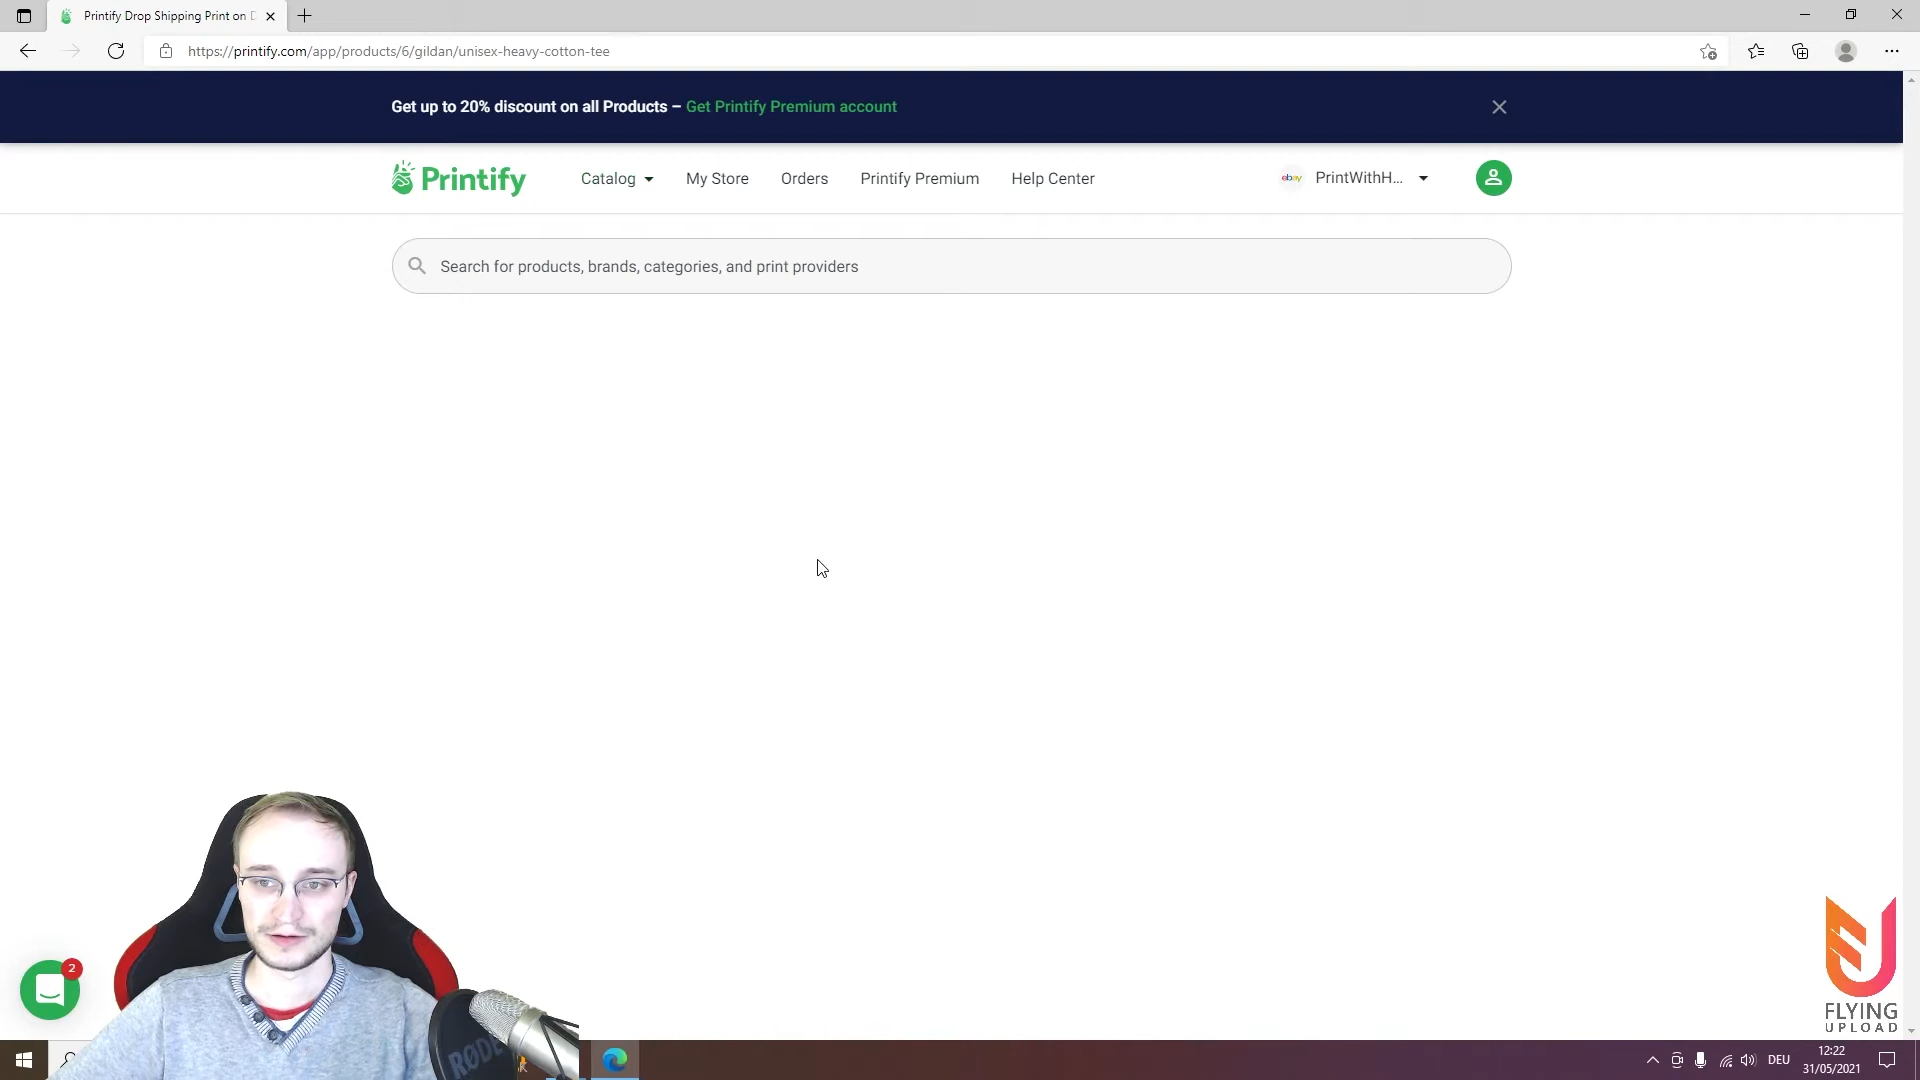 Printify Drop Shipping Print on D
https://printify.com/app/products/6/gildan/unisex-heavy-cotton-tee
Get up to 20% discount on all Products – Get Printify Premium account
Printify
Catalog
My Store
Orders
Printify Premium
Help Center
ebay
PrintWithH...
Search for products, brands, categories, and print providers
2
RØDE
FLYING
UPLOAD
DEU
12:22
31/05/2021